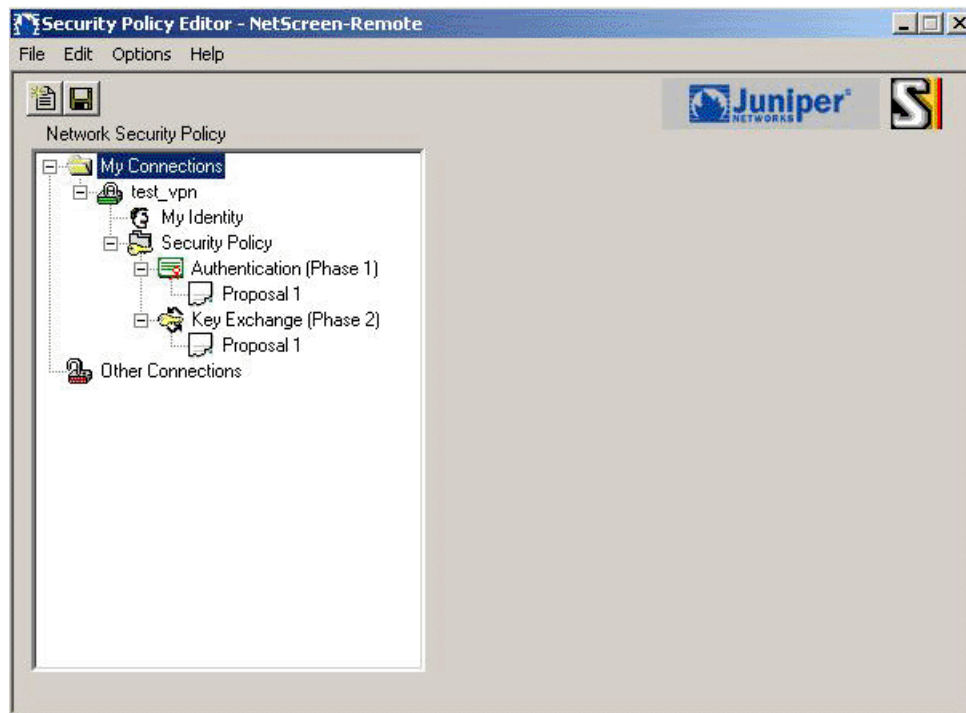 Security Policy Editor - NetScreen-Remote
File Edit Options Help
Juniper
NETWORKS
Network Security Policy
My Connections
test_vpn
My Identity
Security Policy
Authentication (Phase 1)
Proposal 1
Key Exchange (Phase 2)
Proposal 1
Other Connections